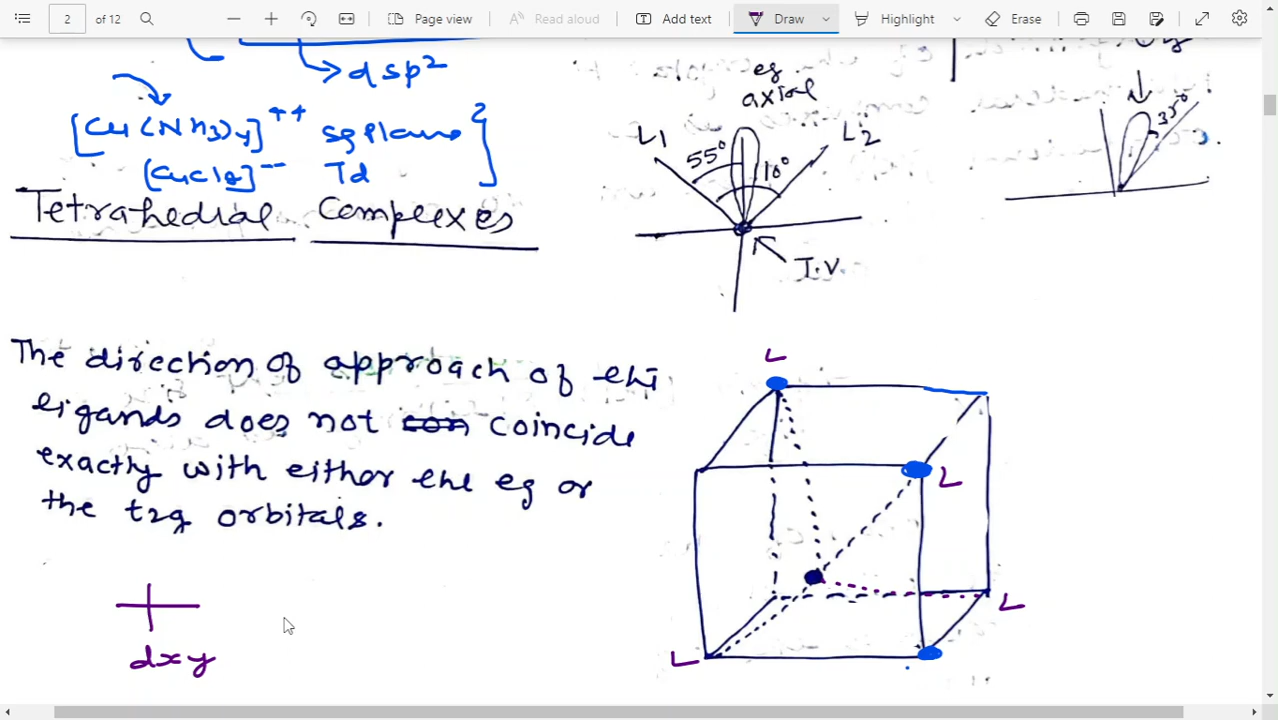 2 of 12 Page view Read aloud Add text Draw Highlight Erase
dsp²
[Cu(NH3)4]++ sq plane
[CuCl4]-- Td
Tetrahedral Complexes
eg
axial
L1 L2
55°
I.V.
35°
The direction of approach of the
ligands does not con coincide
exactly with either the eg or
the t2g orbitals.
dxy
L
L
L
L